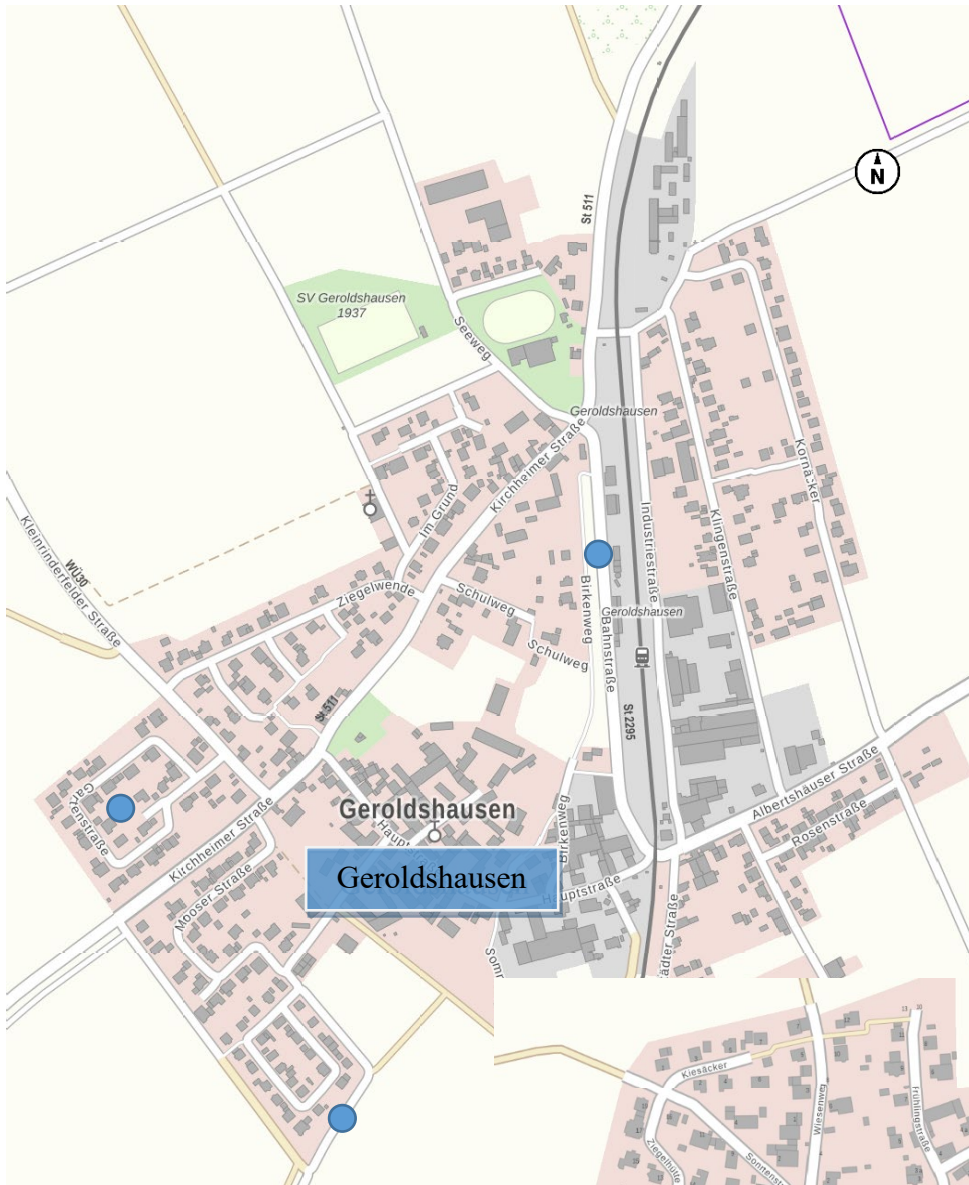 N
St 511
SV Geroldshausen
1937
Seeweg
Geroldshausen
Kirchheimer Straße
Kornäcker
Im Grund
Industriestraße
Klingenstraße
Kleinrinderfelder Straße
WÜ30
Ziegelwende
Schulweg
Birkenweg
Geroldshausen
Schulweg
Bahnstraße
St 511
St 2295
Gartenstraße
Albertshäuser Straße
Rosenstraße
Geroldshausen
Birkenweg
Kirchheimer Straße
Geroldshausen
Hauptstraße
Mooser Straße
Kiesäcker
Wiesenweg
Frühlingstraße
Ziegelhütte